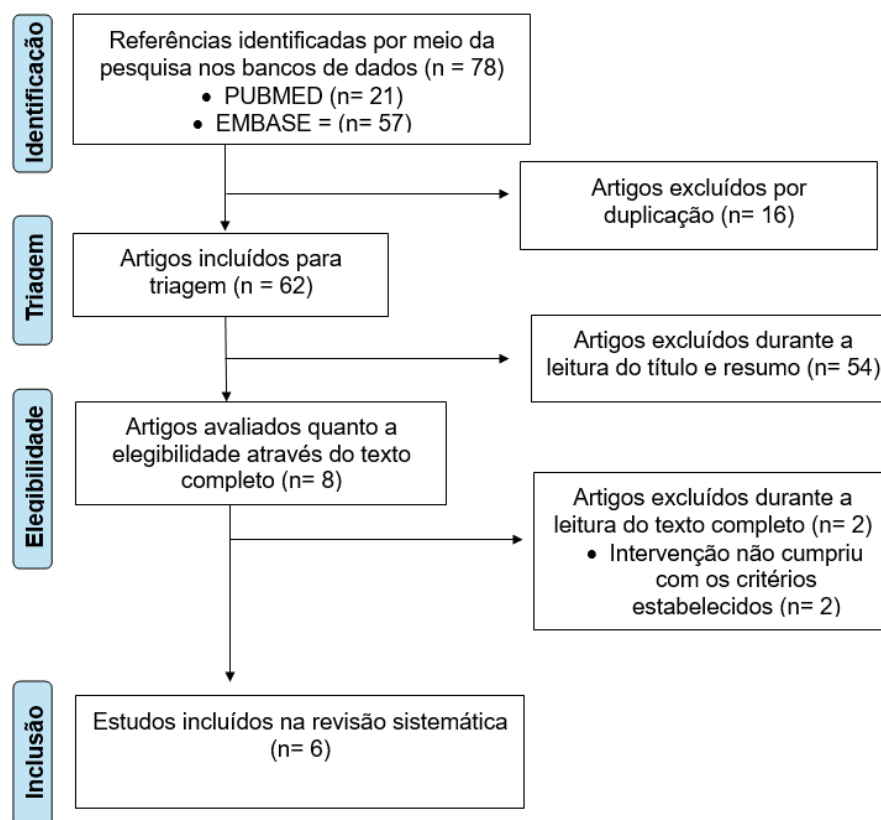 Identificação
Referências identificadas por meio da
pesquisa nos bancos de dados (n = 78)
• PUBMED (n= 21)
• EMBASE = (n= 57)
Artigos excluídos por
duplicação (n= 16)
Triagem
Artigos incluídos para
triagem (n = 62)
Artigos excluídos durante a
leitura do título e resumo (n= 54)
Elegibilidade
Artigos avaliados quanto a
elegibilidade através do texto
completo (n= 8)
Artigos excluídos durante a
leitura do texto completo (n= 2)
• Intervenção não cumpriu
com os critérios
estabelecidos (n= 2)
Inclusão
Estudos incluídos na revisão sistemática
(n= 6)